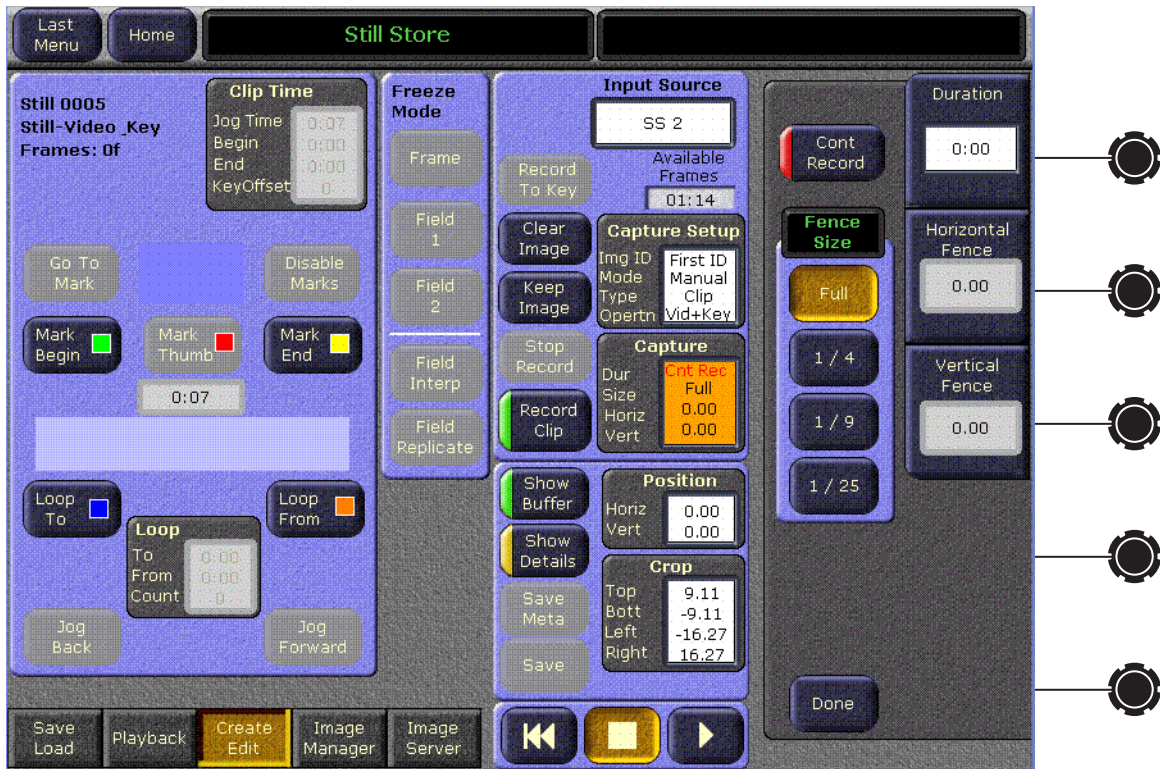 Last
Menu
Home
Still Store
Still 0005
Still-Video _Key
Frames: 0f
Clip Time
Jog Time 0:07
Begin 0:00
End 0:00
KeyOffset 0
Go To
Mark
Disable
Marks
Mark
Begin
Mark
Thumb
Mark
End
0:07
Loop
To
Loop
From
Loop
To 0:00
From 0:00
Count 0
Jog
Back
Jog
Forward
Freeze
Mode
Frame
Field
1
Field
2
Field
Interp
Field
Replicate
Input Source
SS 2
Record
To Key
Available
Frames
01:14
Clear
Image
Keep
Image
Capture Setup
Img ID First ID
Mode Manual
Type Clip
Opertn Vid+Key
Stop
Record
Record
Clip
Capture
Dur Cnt Rec
Size Full
Horiz 0.00
Vert 0.00
Show
Buffer
Show
Details
Save
Meta
Save
Position
Horiz 0.00
Vert 0.00
Crop
Top 9.11
Bott -9.11
Left -16.27
Right 16.27
Cont
Record
Fence
Size
Full
1 / 4
1 / 9
1 / 25
Done
Duration
0:00
Horizontal
Fence
0.00
Vertical
Fence
0.00
Save
Load
Playback
Create
Edit
Image
Manager
Image
Server